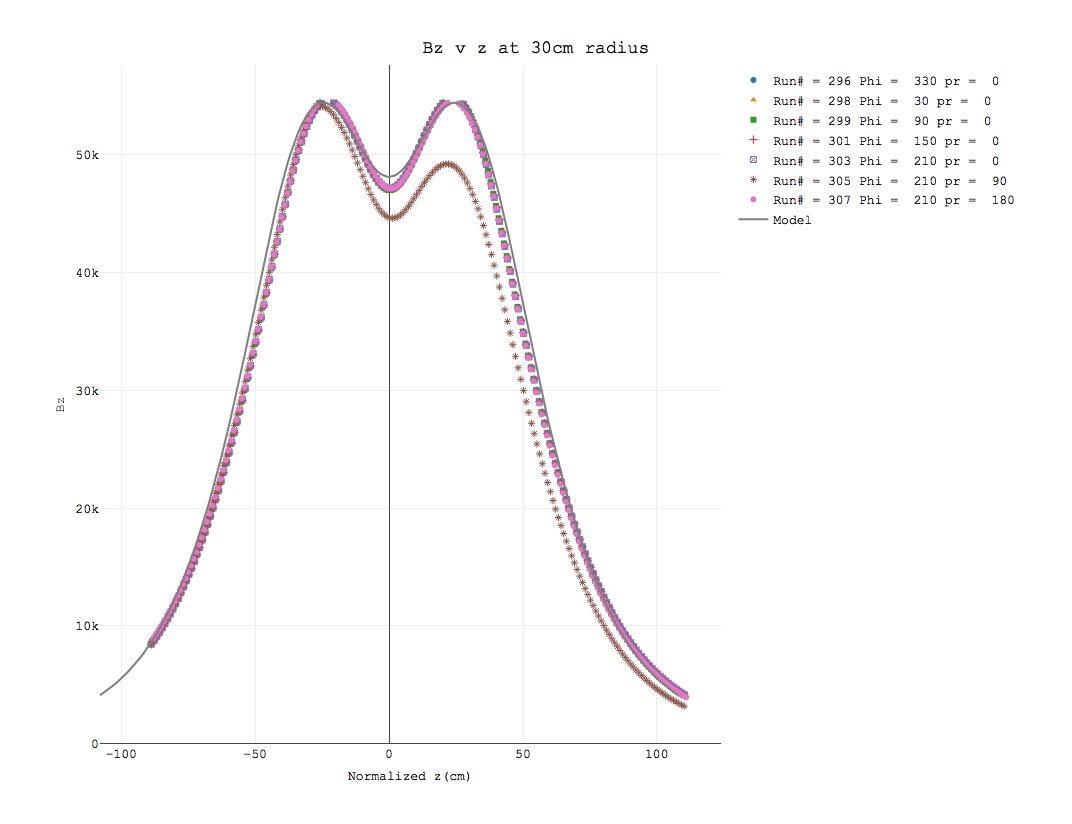 Bz v z at 30cm radius
Run# = 296 Phi = 330 pr = 0
Run# = 298 Phi = 30 pr = 0
Run# = 299 Phi = 90 pr = 0
Run# = 301 Phi = 150 pr = 0
Run# = 303 Phi = 210 pr = 0
Run# = 305 Phi = 210 pr = 90
Run# = 307 Phi = 210 pr = 180
Model
50k
40k
30k
20k
10k
0
Bz
−100 −50 0 50 100
Normalized z(cm)